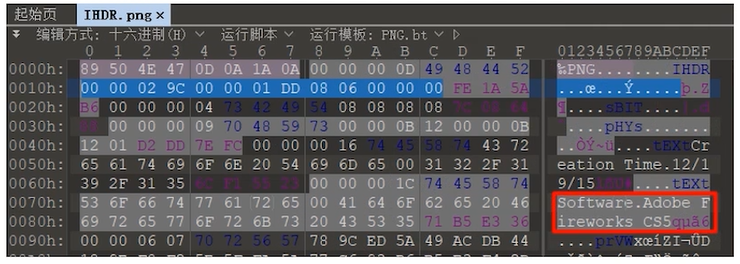 起始页 IHDR.png ×
编辑方式: 十六进制(H) 运行脚本 运行模板: PNG.bt
0 1 2 3 4 5 6 7 8 9 A B C D E F 0123456789ABCDEF
0000h: 89 50 4E 47 0D 0A 1A 0A 00 00 00 0D 49 48 44 52 ‰PNG........IHDR
0010h: 00 00 02 9C 00 00 01 DD 08 06 00 00 00 FE 1A 5A ...œ...Ý.....þ.Z
0020h: B6 00 00 00 04 73 42 49 54 08 08 08 08 7C 08 64 ¶....sBIT....|.d
0030h: 00 00 00 09 70 48 59 73 00 00 0B 12 00 00 0B ....pHYs.......
0040h: 12 01 D2 DD 7E FC 00 00 00 16 74 45 58 74 43 72 ..ÒÝ~ü....tEXtCr
0050h: 65 61 74 69 6F 6E 20 54 69 6D 65 00 31 32 2F 31 eation Time.12/1
0060h: 39 2F 31 35 00 00 00 1C 74 45 58 74 9/15 ....tEXt
0070h: 53 6F 66 74 77 61 72 65 00 41 64 6F 62 65 20 46 Software.Adobe F
0080h: 69 72 65 77 6F 72 6B 73 20 43 53 35 71 B5 E3 36 ireworks CS5qµã6
0090h: 00 00 06 07 70 72 56 57 78 9C ED 5A 49 AC DB 44 ....prVWxœíZI¬ÛD